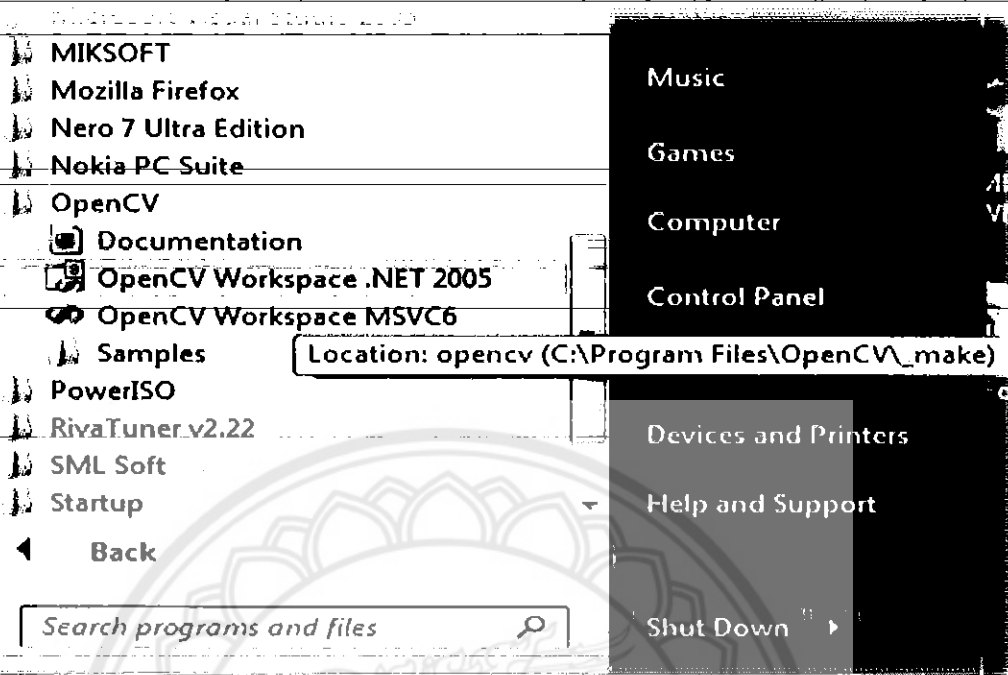 MIKSOFT
Mozilla Firefox
Nero 7 Ultra Edition
Nokia PC Suite
OpenCV
Documentation
OpenCV Workspace .NET 2005
OpenCV Workspace MSVC6
Samples
Location: opencv (C:\Program Files\OpenCV\_make)
PowerISO
RivaTuner v2.22
SML Soft
Startup
Back
Search programs and files
Music
Games
Computer
Control Panel
Devices and Printers
Help and Support
Shut Down